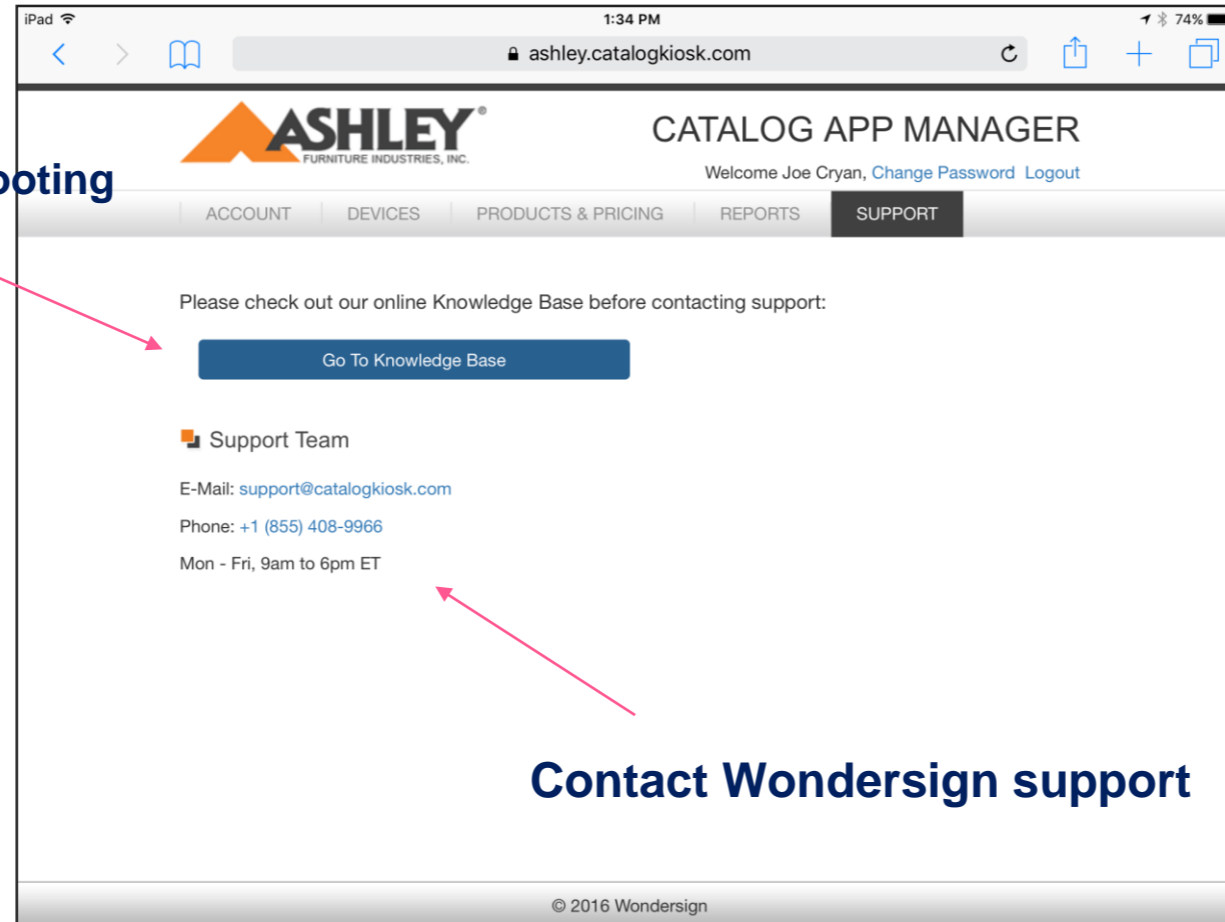 iPad 1:34 PM 74%
ashley.catalogkiosk.com
ASHLEY®
FURNITURE INDUSTRIES, INC.
CATALOG APP MANAGER
Welcome Joe Cryan, Change Password Logout
ooting
ACCOUNT DEVICES PRODUCTS & PRICING REPORTS SUPPORT
Please check out our online Knowledge Base before contacting support:
Go To Knowledge Base
Support Team
E-Mail: support@catalogkiosk.com
Phone: +1 (855) 408-9966
Mon - Fri, 9am to 6pm ET
Contact Wondersign support
© 2016 Wondersign